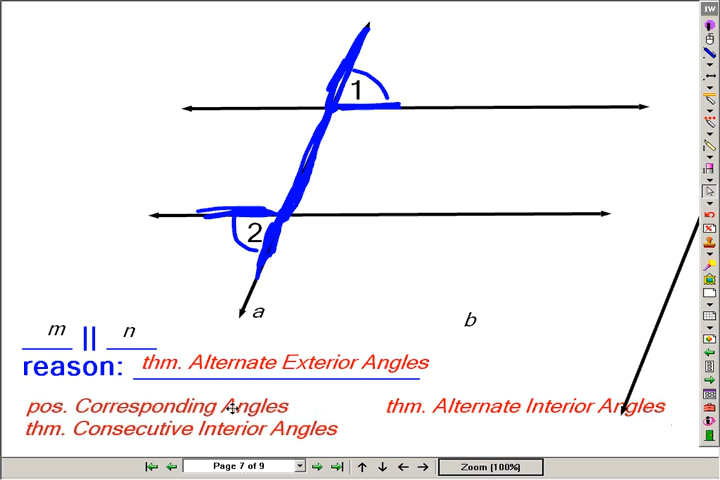 IW
1
2
a
b
m || n
reason: thm. Alternate Exterior Angles
pos. Corresponding Angles thm. Alternate Interior Angles
thm. Consecutive Interior Angles
Page 7 of 9 Zoom (100%)